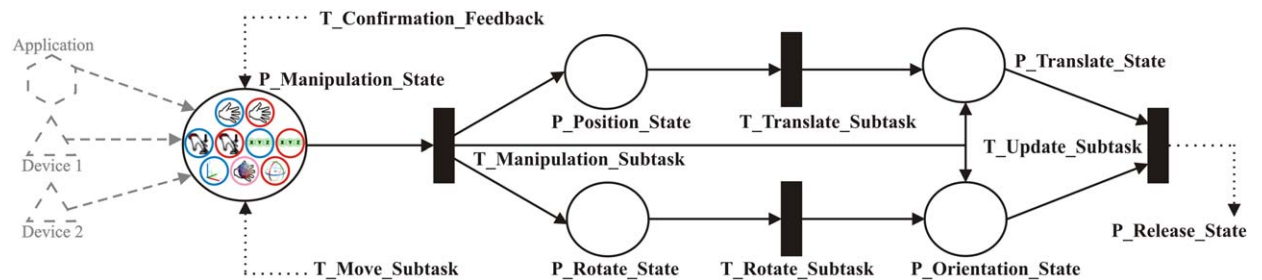 T_Confirmation_Feedback
Application
P_Manipulation_State
P_Translate_State
X Y Z
X Y Z
P_Position_State
T_Translate_Subtask
T_Manipulation_Subtask
T_Update_Subtask
Device 1
Device 2
P_Release_State
T_Move_Subtask
P_Rotate_State
T_Rotate_Subtask
P_Orientation_State